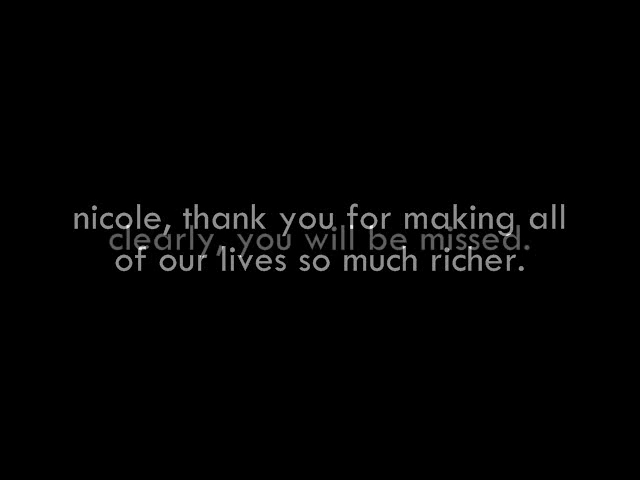 nicole, thank you for making all
clearly, you will be missed.
of our lives so much richer.